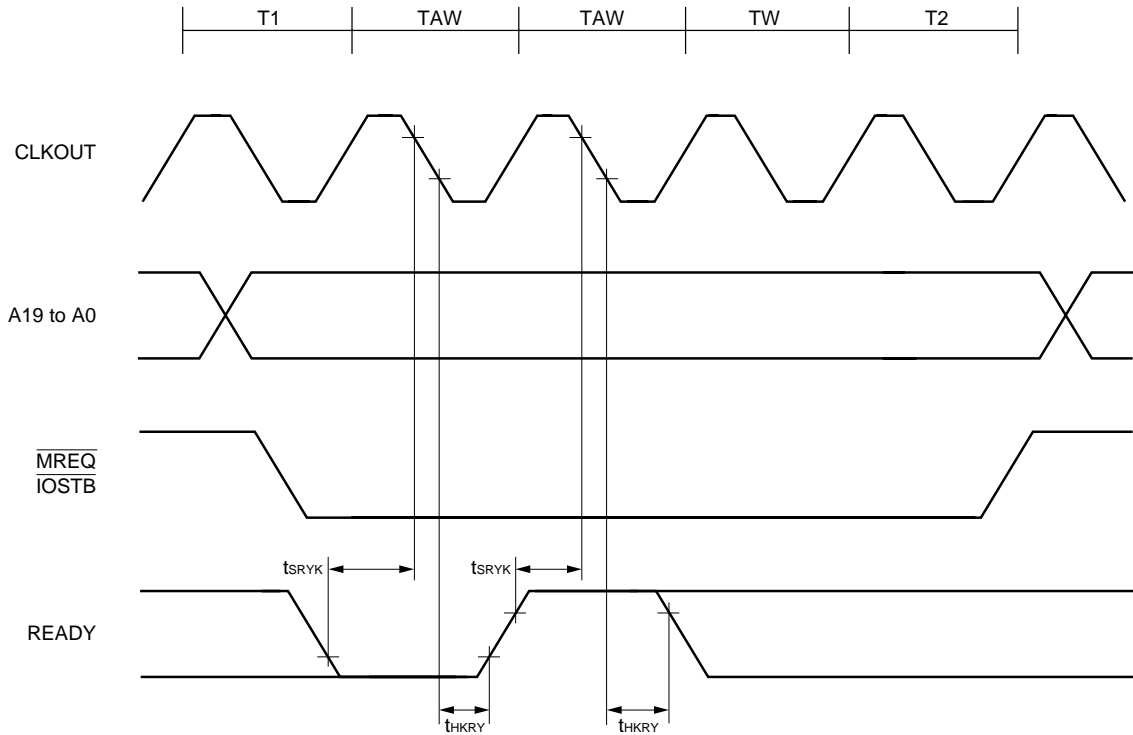 T1 TAW TAW TW T2
CLKOUT
A19 to A0
MREQ
IOSTB
tSRYK tSRYK
READY
tHKRY tHKRY